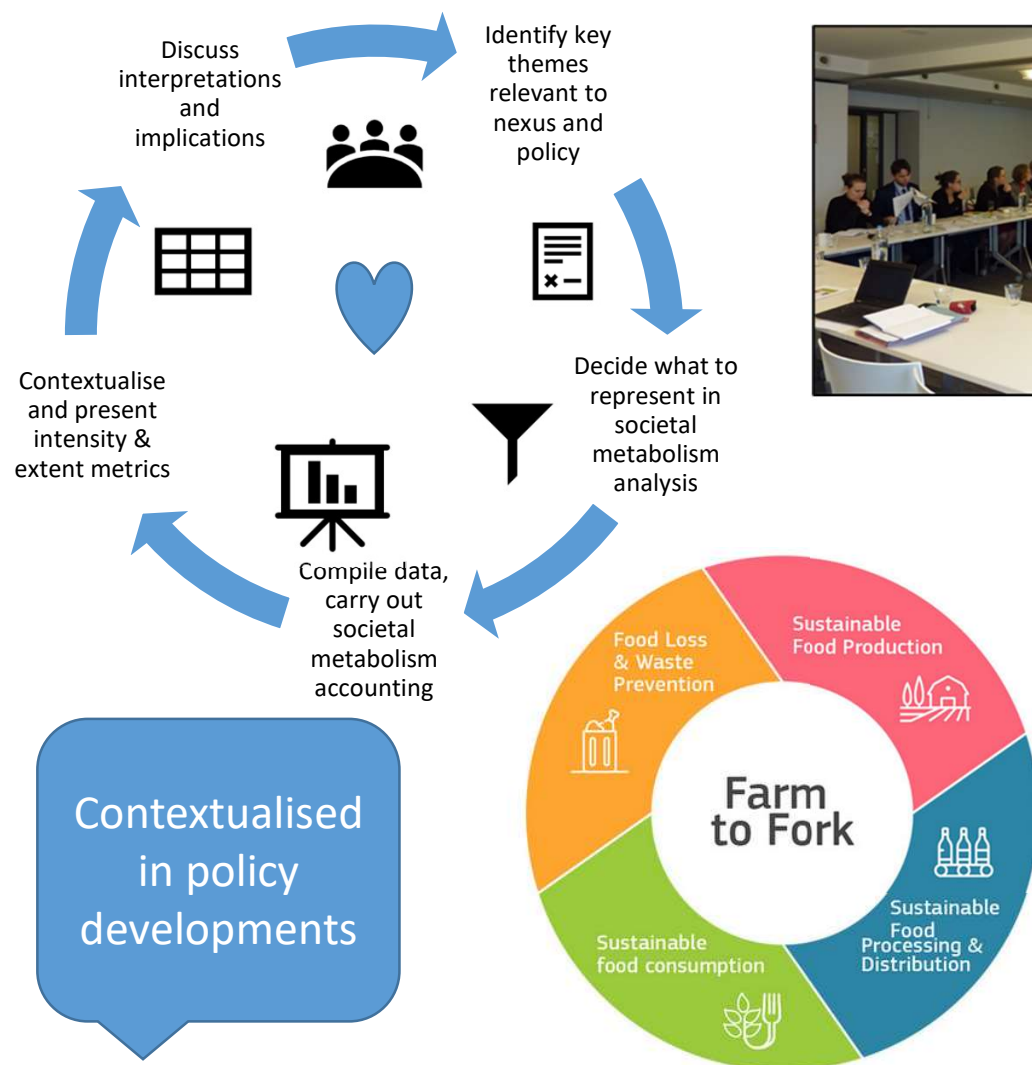 Discuss
interpretations
and
implications
Identify key
themes
relevant to
nexus and
policy
Decide what to
represent in
societal
metabolism
analysis
Compile data,
carry out
societal
metabolism
accounting
Contextualise
and present
intensity &
extent metrics
Contextualised
in policy
developments
Farm
to Fork
Food Loss
& Waste
Prevention
Sustainable
Food Production
Sustainable
Food
Processing &
Distribution
Sustainable
food consumption